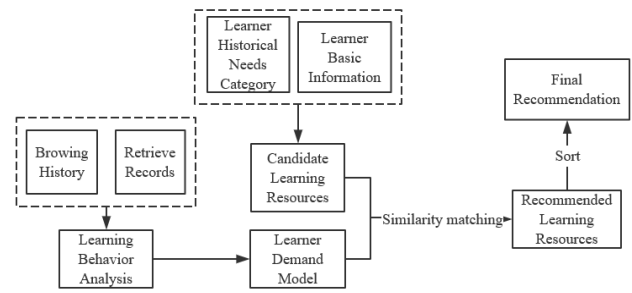 Learner
Historical
Needs
Category
Learner
Basic
Information
Final
Recommendation
Browing
History
Retrieve
Records
Candidate
Learning
Resources
Sort
Similarity matching
Recommended
Learning
Resources
Learning
Behavior
Analysis
Learner
Demand
Model